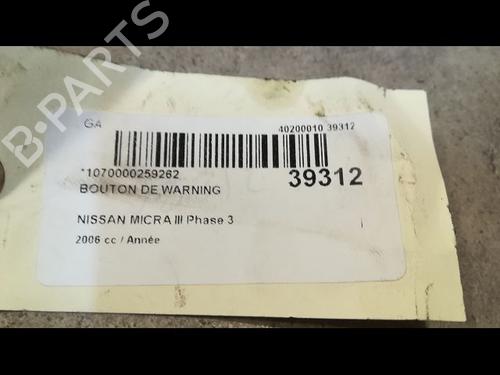 B-PARTS
GA
40200010 39312
*1070000259262
39312
BOUTON DE WARNING
NISSAN MICRA III Phase 3
2006 cc / Année